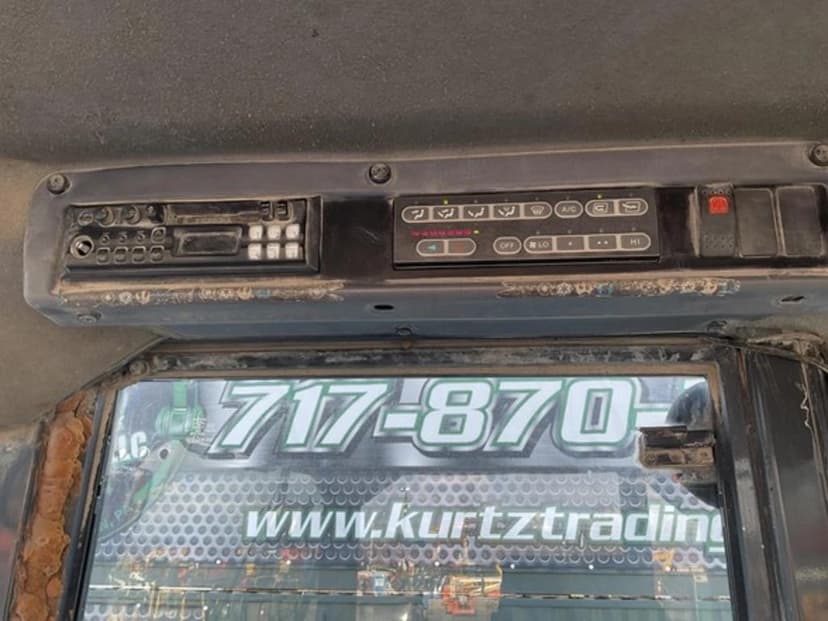 A/C
OFF LO • •• HI
717-870-
www.kurtztrading